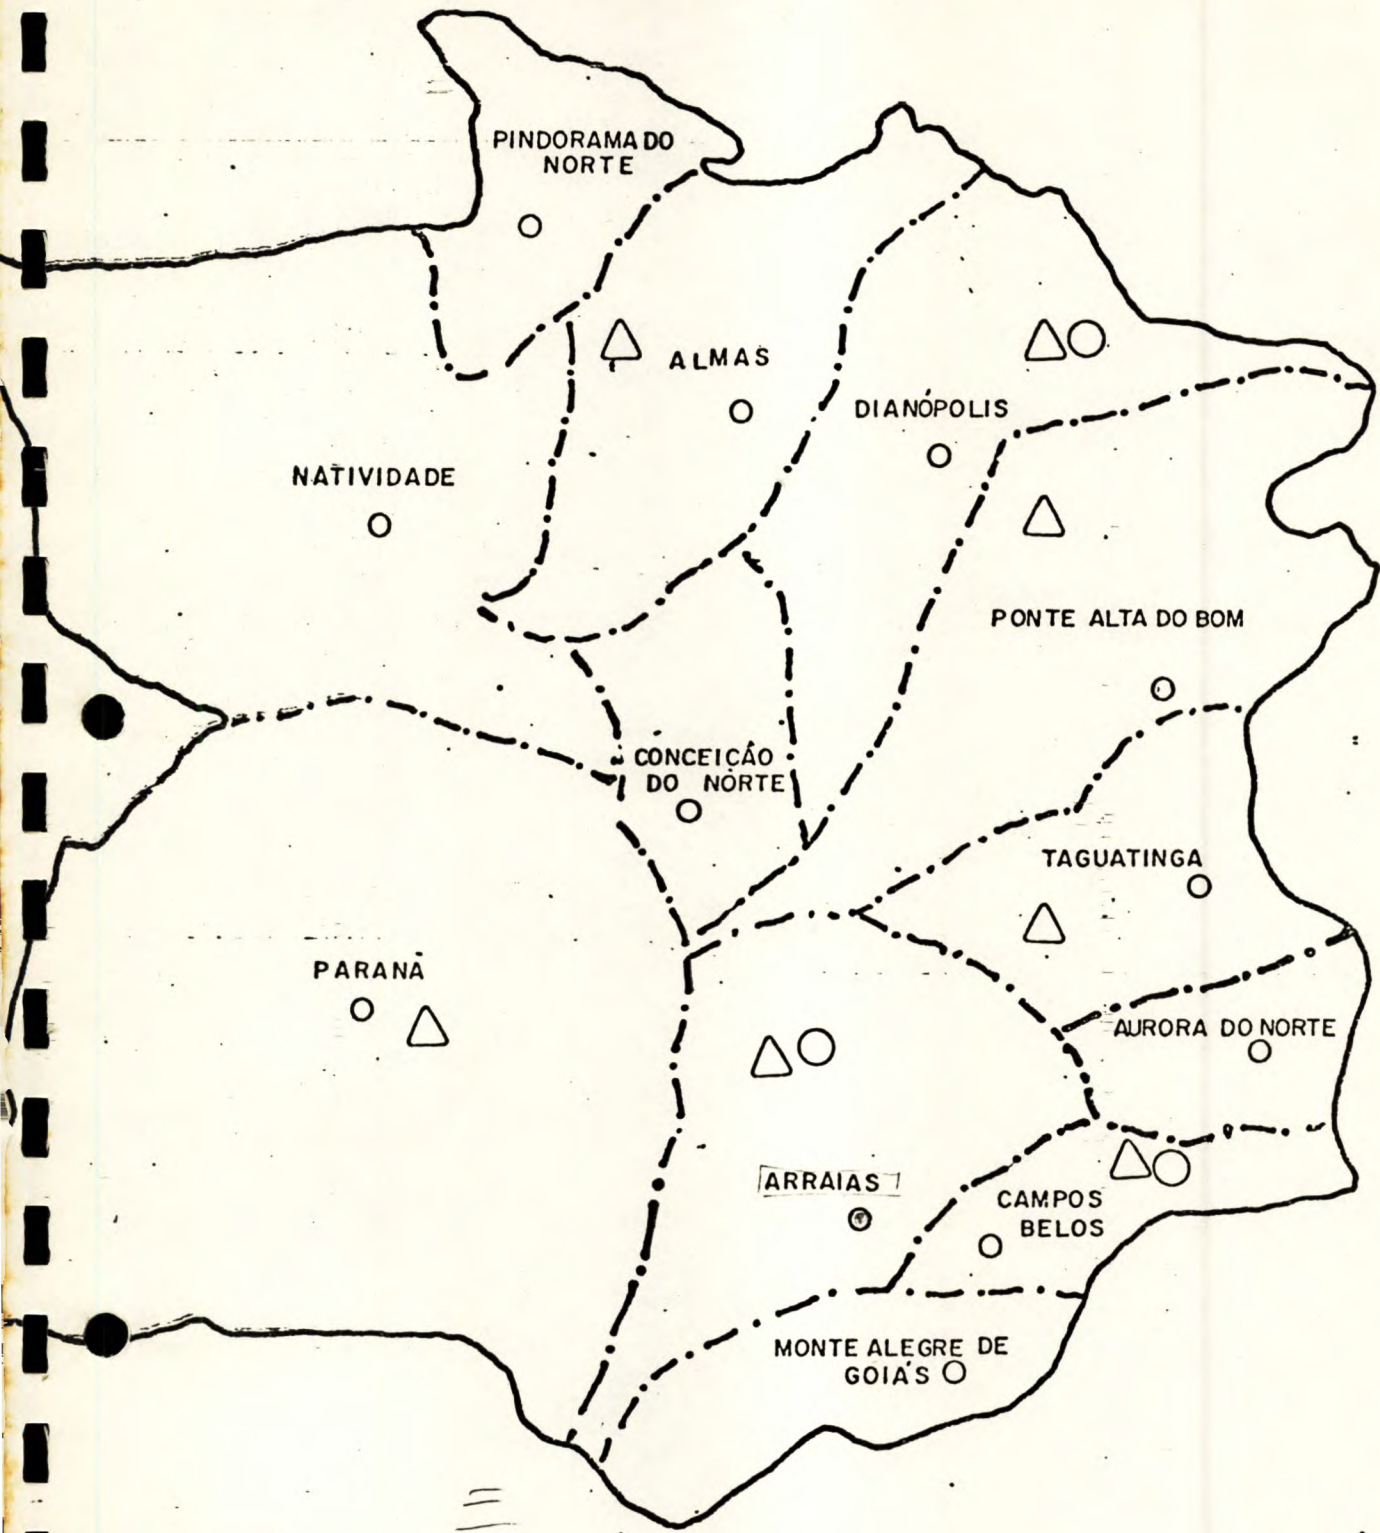 PINDORAMA DO
NORTE
ALMAS
DIANÓPOLIS
NATIVIDADE
PONTE ALTA DO BOM
CONCEIÇÃO
DO NORTE
TAGUATINGA
PARANÃ
AURORA DO NORTE
ARRAIAS
CAMPOS
BELOS
MONTE ALEGRE DE
GOIÁS